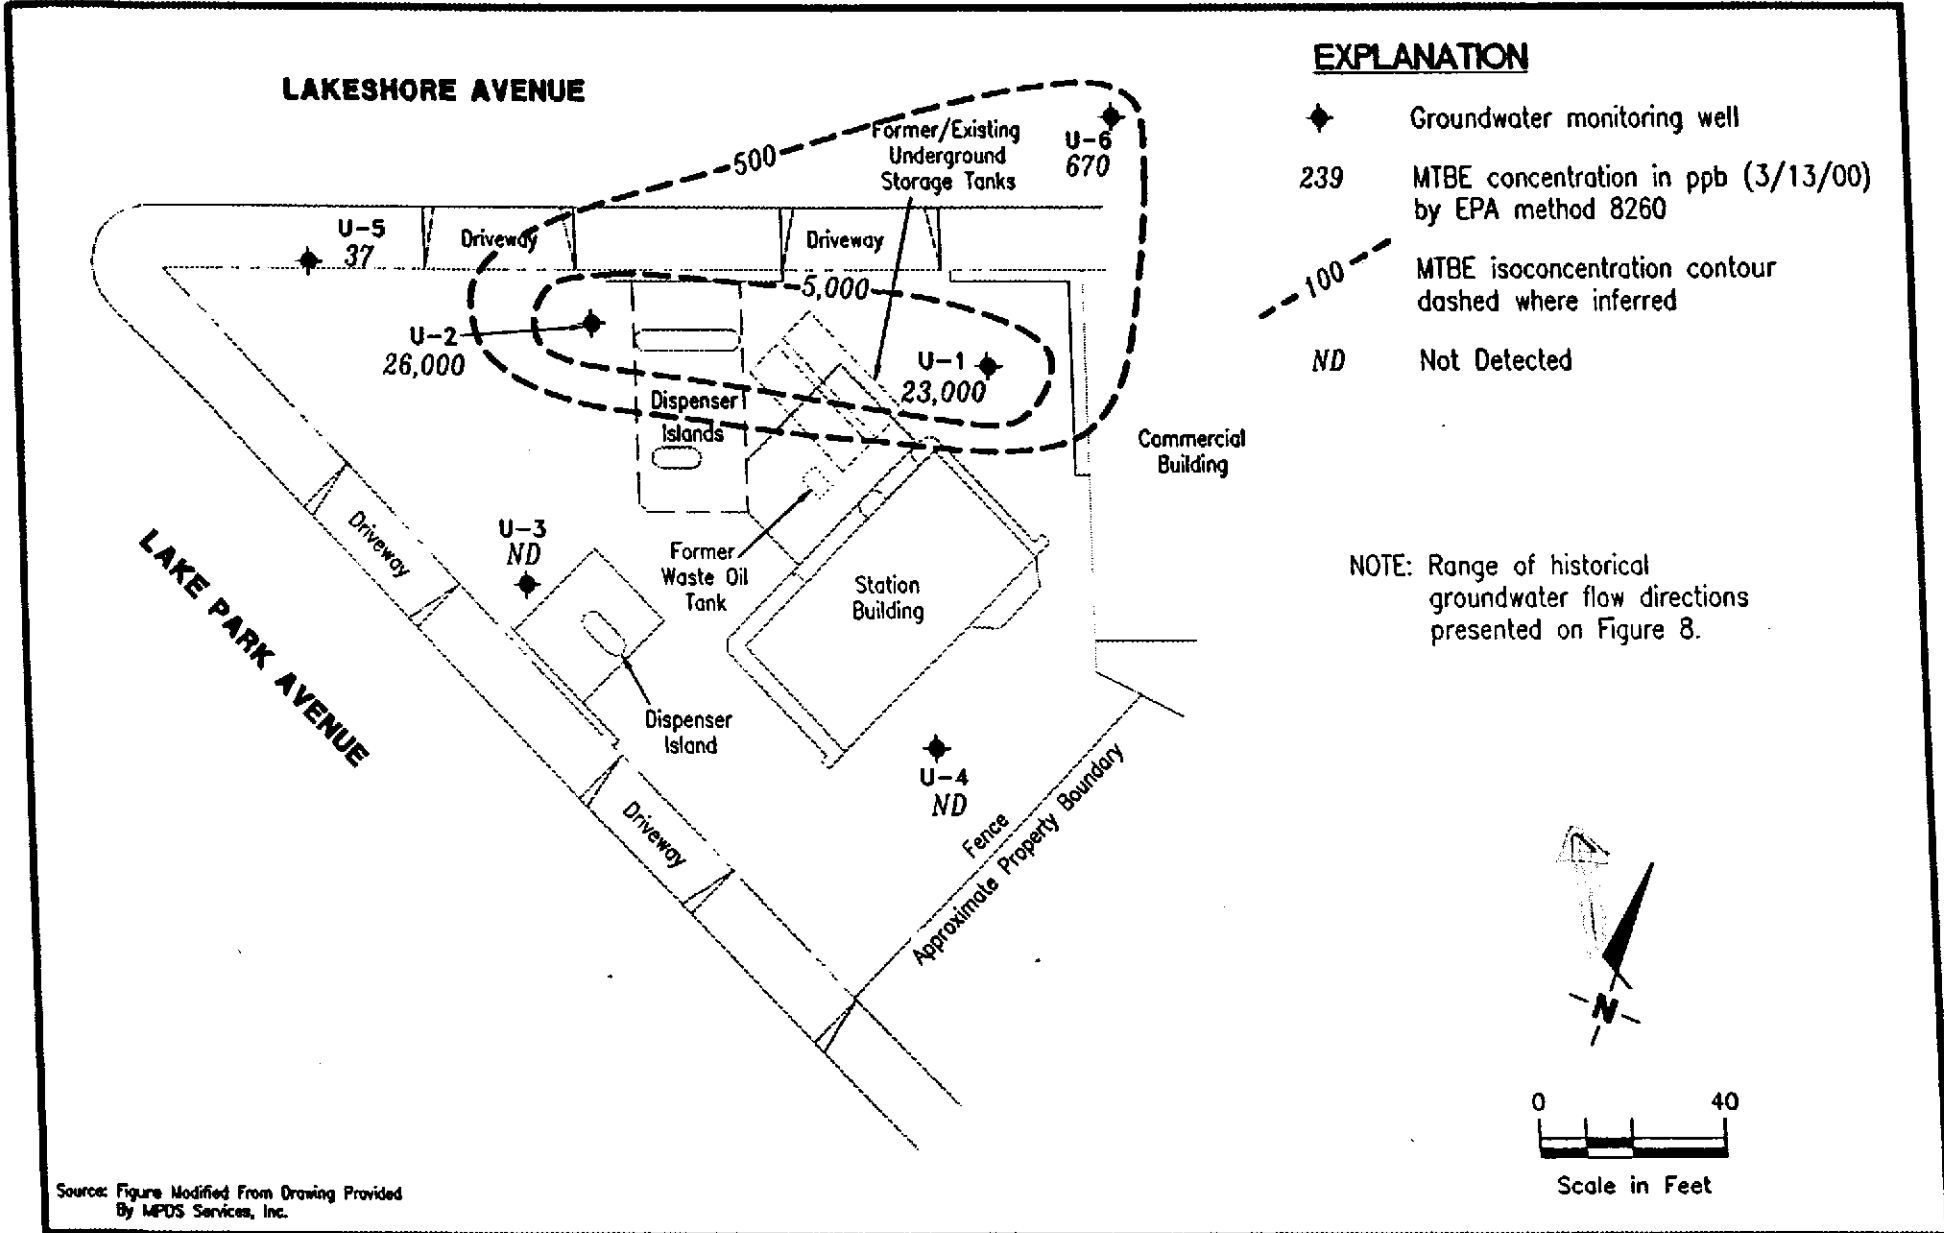 LAKESHORE AVENUE
500
Former/Existing
Underground
Storage Tanks
U-6
670
U-5
37
Driveway
Driveway
5,000
U-2
26,000
U-1
23,000
Dispenser
Islands
Commercial
Building
Driveway
U-3
ND
Former
Waste Oil
Tank
Station
Building
LAKE PARK AVENUE
Dispenser
Island
U-4
ND
Driveway
Fence
Approximate Property Boundary
EXPLANATION
Groundwater monitoring well
239 MTBE concentration in ppb (3/13/00)
by EPA method 8260
100 MTBE isoconcentration contour
dashed where inferred
ND Not Detected
NOTE: Range of historical
groundwater flow directions
presented on Figure 8.
N
0 40
Scale in Feet
Source: Figure Modified From Drawing Provided
By MPDS Services, Inc.